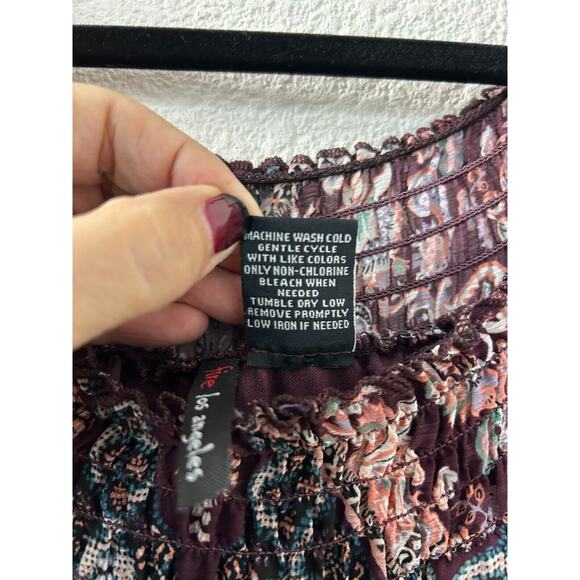 MACHINE WASH COLD
GENTLE CYCLE
WITH LIKE COLORS
ONLY NON-CHLORINE
BLEACH WHEN
NEEDED
TUMBLE DRY LOW
REMOVE PROMPTLY
LOW IRON IF NEEDED
fire los angeles